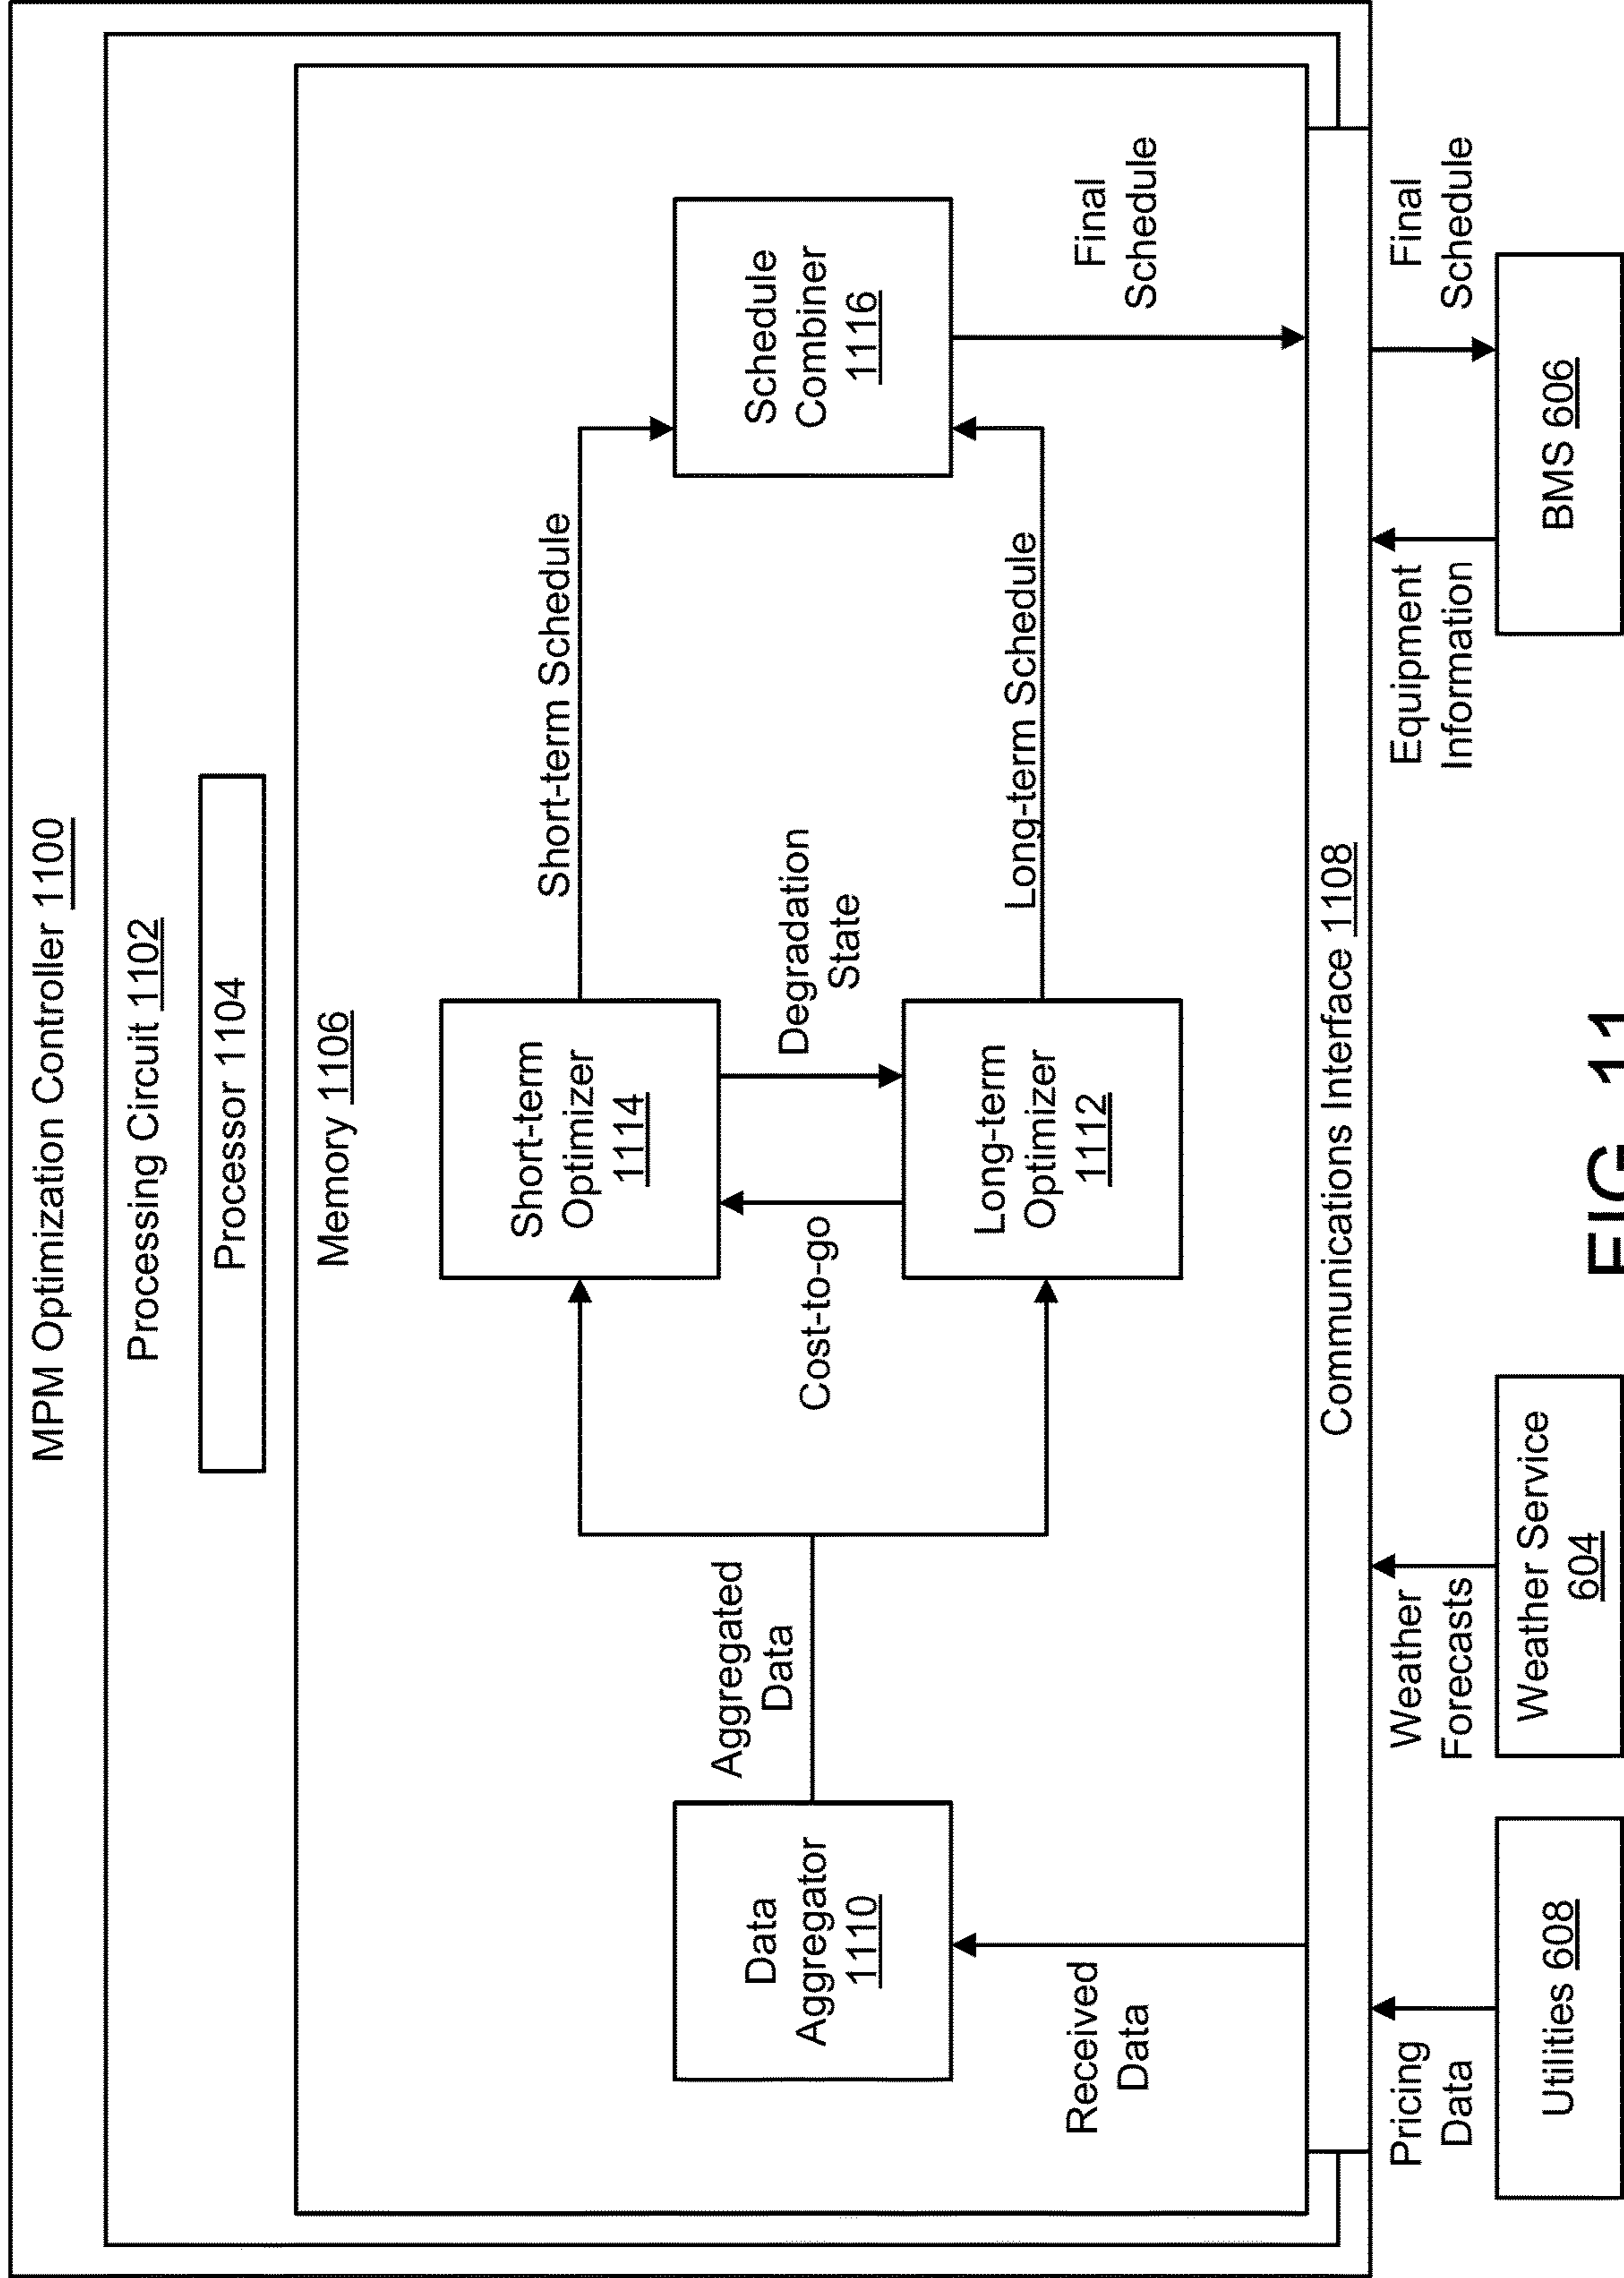 MPM Optimization Controller 1100
Processing Circuit 1102
Processor 1104
Memory 1106
Short-term
Optimizer
1114
Short-term Schedule
Aggregated
Data
Cost-to-go
Degradation
State
Data
Aggregator
1110
Schedule
Combiner
1116
Long-term
Optimizer
1112
Long-term Schedule
Received
Data
Final
Schedule
Communications Interface 1108
Pricing
Data
Weather
Forecasts
Equipment
Information
Final
Schedule
Utilities 608
Weather Service
604
BMS 606
FIG. 11